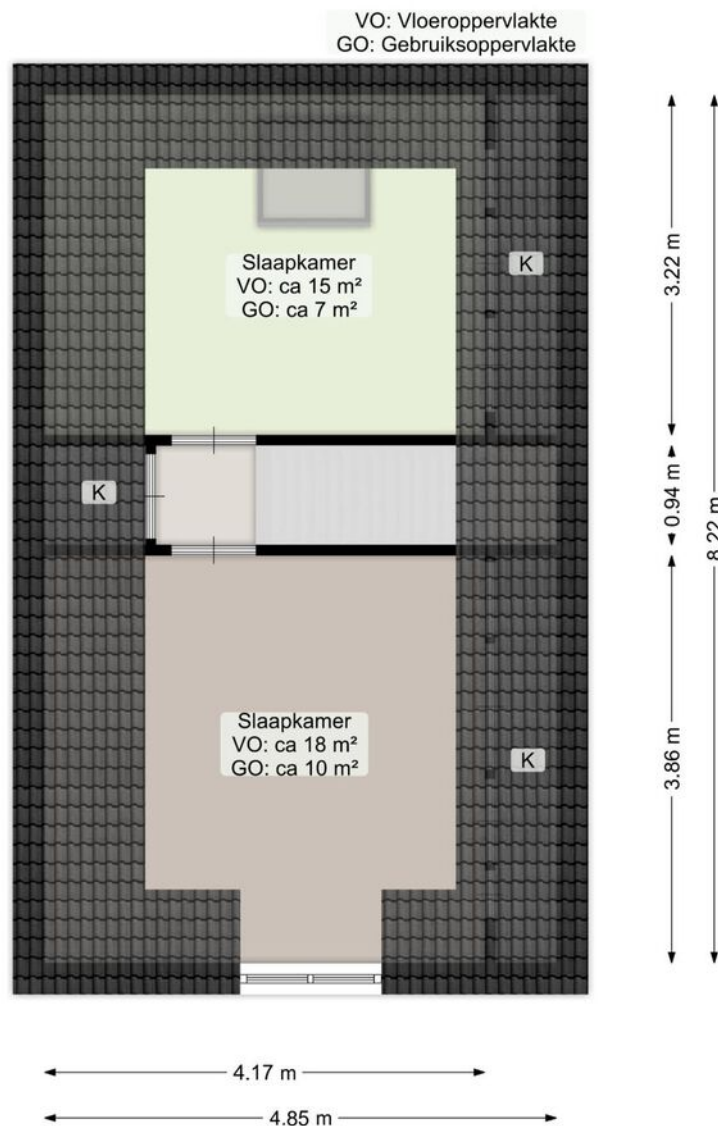 VO: Vloeroppervlakte
GO: Gebruiksoppervlakte
Slaapkamer
VO: ca 15 m²
GO: ca 7 m²
K
3.22 m
K
0.94 m
8.22 m
Slaapkamer
VO: ca 18 m²
GO: ca 10 m²
K
3.86 m
4.17 m
4.85 m